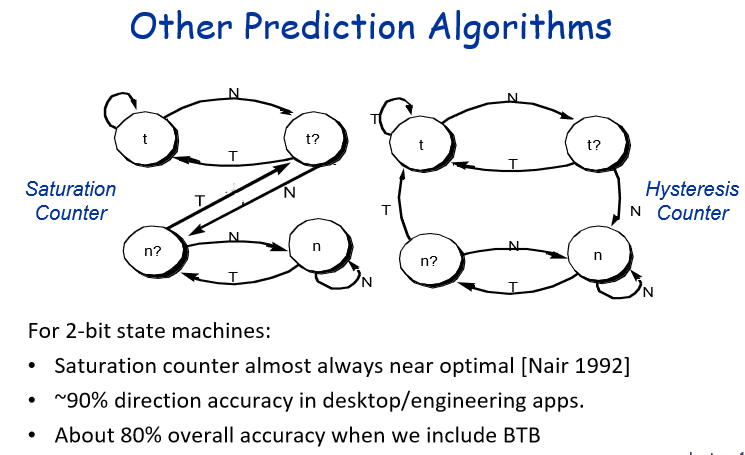 Other Prediction Algorithms
N
t
t?
T
Saturation
Counter
T
N
n?
N
n
T
N
T
N
t
t?
T
T
N
Hysteresis
Counter
n?
N
n
T
N
For 2-bit state machines:
• Saturation counter almost always near optimal [Nair 1992]
• ~90% direction accuracy in desktop/engineering apps.
• About 80% overall accuracy when we include BTB